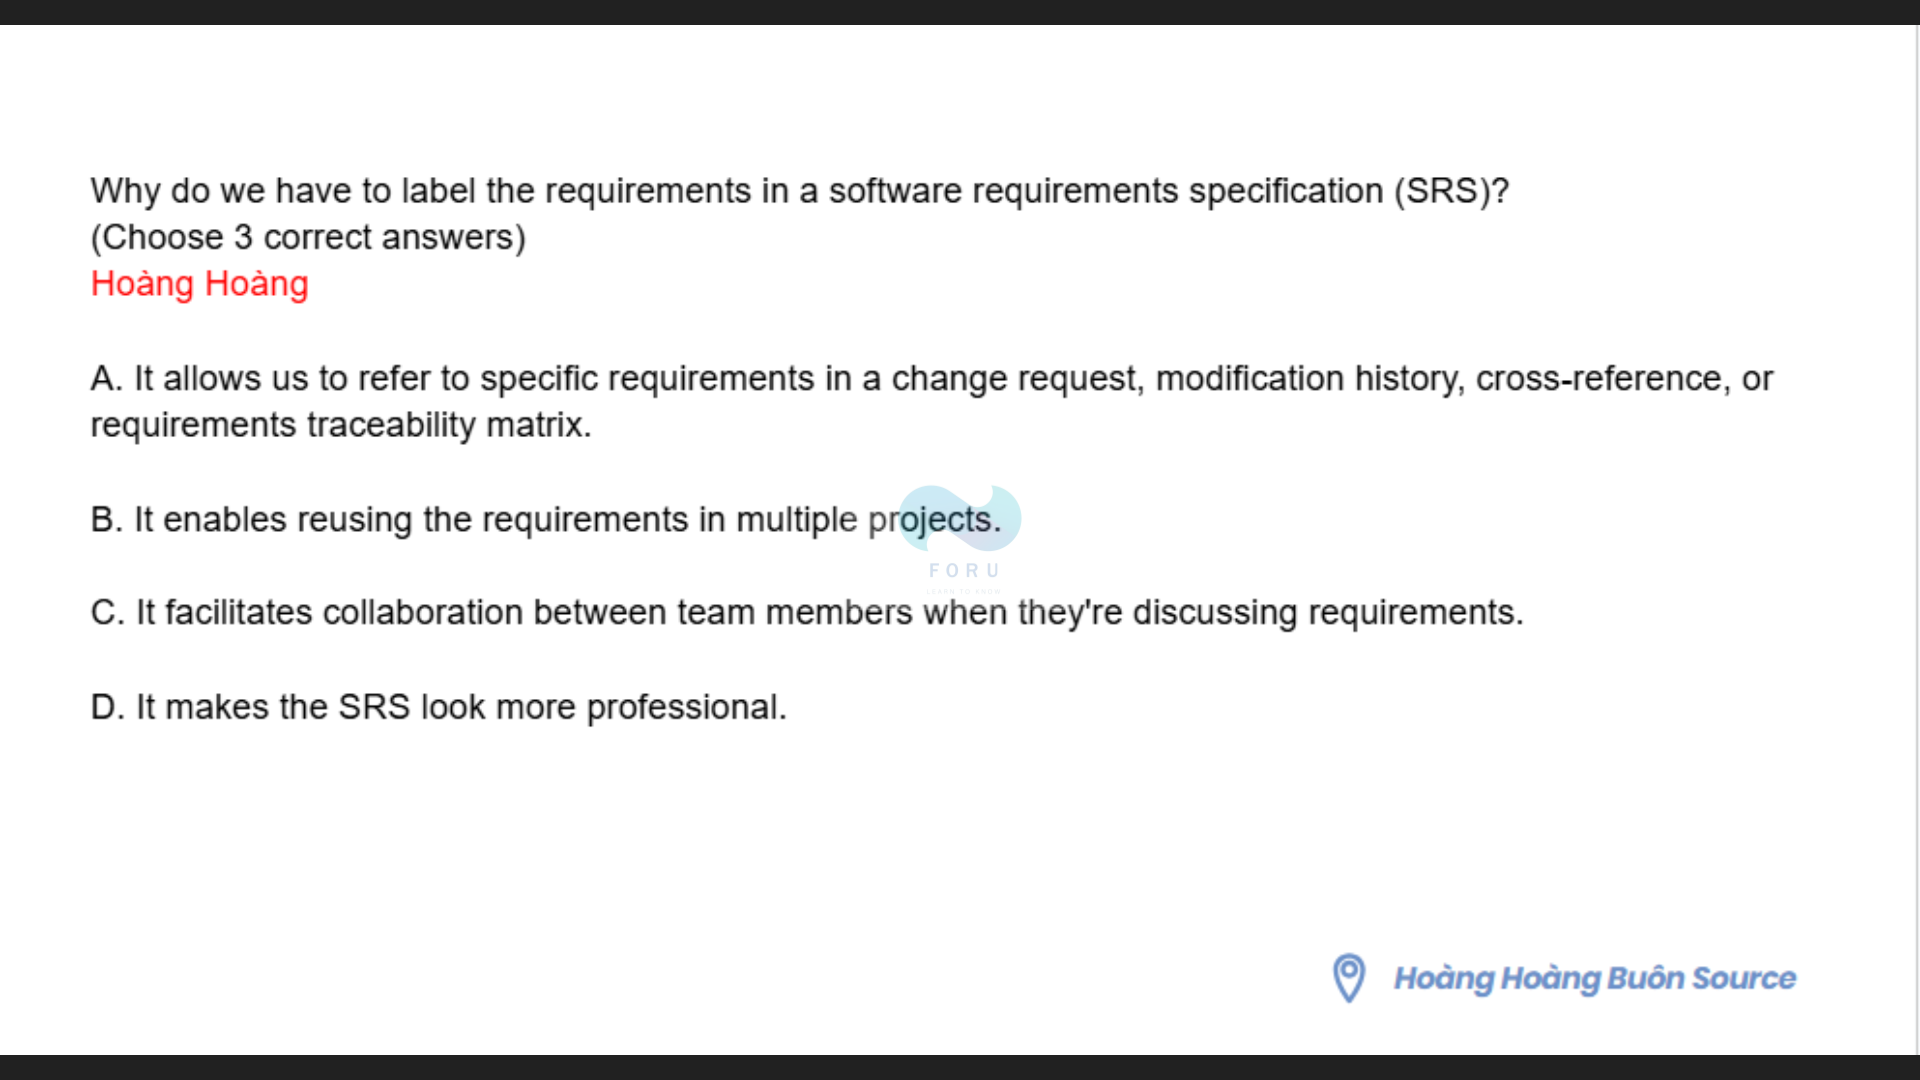 Why do we have to label the requirements in a software requirements specification (SRS)?
(Choose 3 correct answers)
Hoàng Hoàng
A. It allows us to refer to specific requirements in a change request, modification history, cross-reference, or
requirements traceability matrix.
B. It enables reusing the requirements in multiple projects.
FORU
LEARN TO KNOW
C. It facilitates collaboration between team members when they're discussing requirements.
D. It makes the SRS look more professional.
Hoàng Hoàng Buôn Source